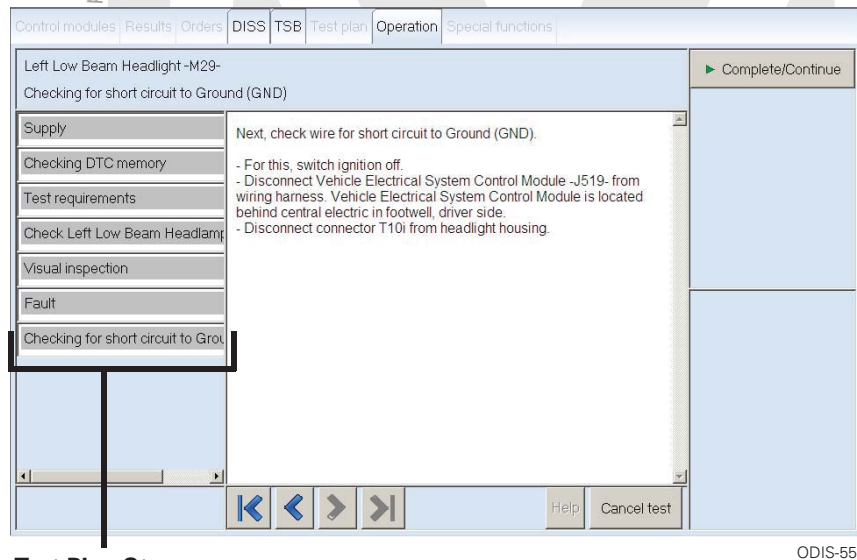 Control modules Results Orders DISS TSB Test plan Operation Special functions
Left Low Beam Headlight -M29-
Checking for short circuit to Ground (GND)
Complete/Continue
Supply
Checking DTC memory
Test requirements
Check Left Low Beam Headlamp
Visual inspection
Fault
Checking for short circuit to Grou
Next, check wire for short circuit to Ground (GND).
- For this, switch ignition off.
- Disconnect Vehicle Electrical System Control Module -J519- from
wiring harness. Vehicle Electrical System Control Module is located
behind central electric in footwell, driver side.
- Disconnect connector T10i from headlight housing.
Help
Cancel test
ODIS-55